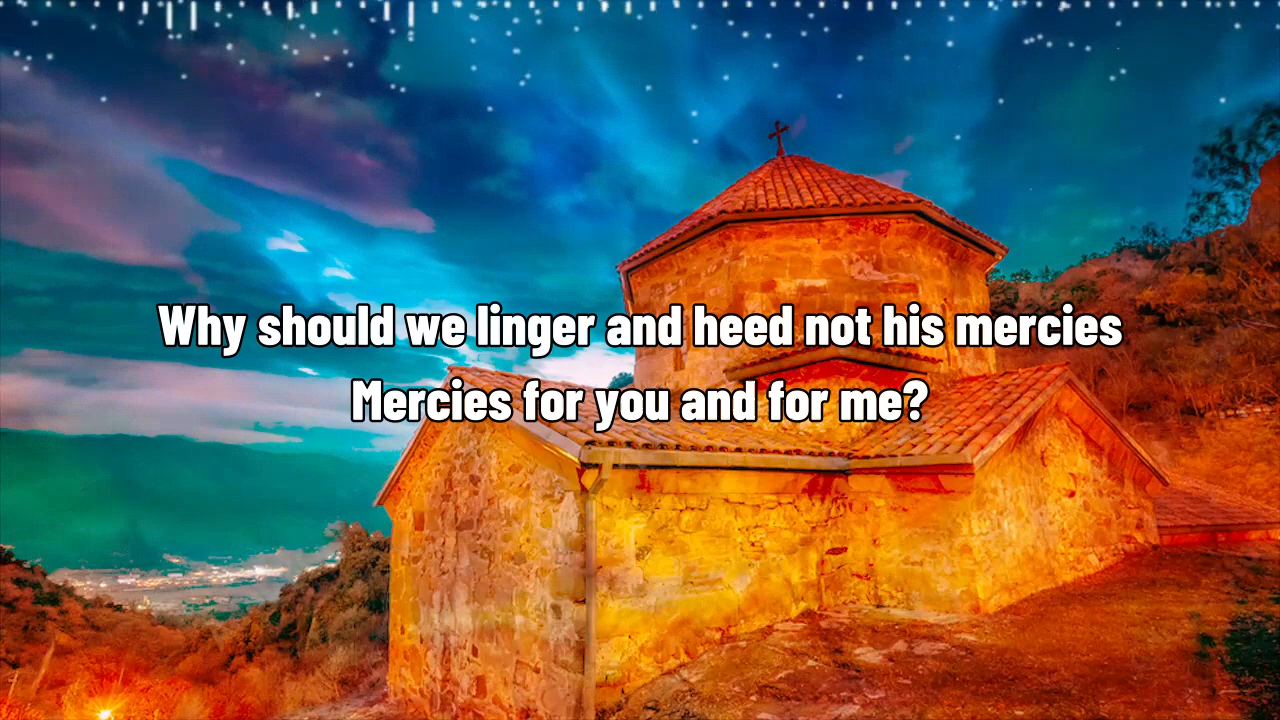 Why should we linger and heed not his mercies
Mercies for you and for me?